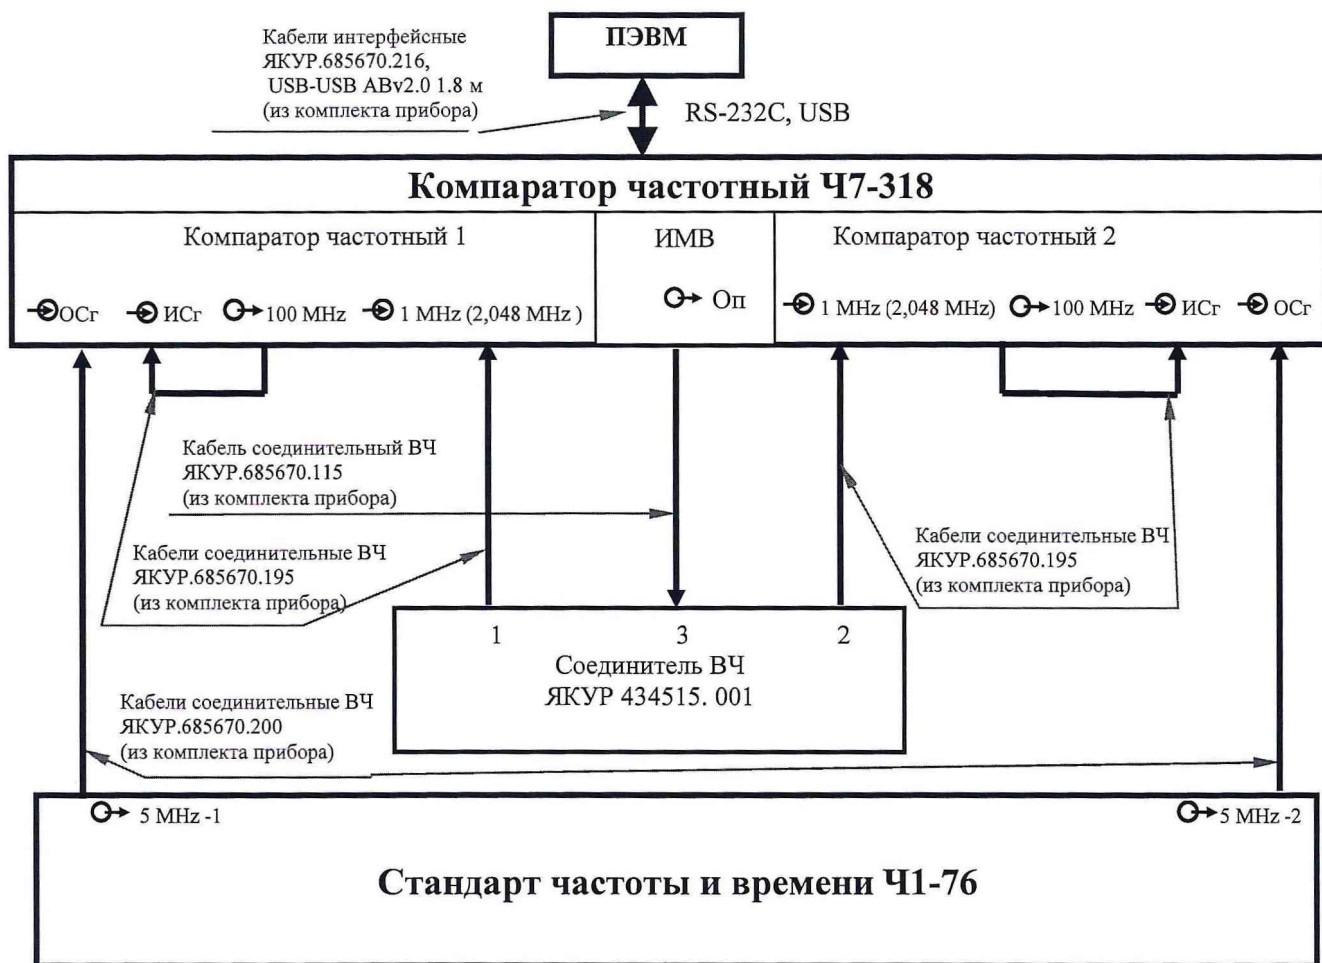 Кабели интерфейсные
ЯКУР.685670.216,
USB-USB ABv2.0 1.8 м
(из комплекта прибора)
ПЭВМ
RS-232C, USB
Компаратор частотный Ч7-318
Компаратор частотный 1
ИМВ
Компаратор частотный 2
ОСг
ИСг
100 MHz
1 MHz (2,048 MHz )
Оп
1 MHz (2,048 MHz)
100 MHz
ИСг
ОСг
Кабель соединительный ВЧ
ЯКУР.685670.115
(из комплекта прибора)
Кабели соединительные ВЧ
ЯКУР.685670.195
(из комплекта прибора)
Кабели соединительные ВЧ
ЯКУР.685670.195
(из комплекта прибора)
1 3 2
Соединитель ВЧ
ЯКУР 434515. 001
Кабели соединительные ВЧ
ЯКУР.685670.200
(из комплекта прибора)
5 MHz -1
5 MHz -2
Стандарт частоты и времени Ч1-76